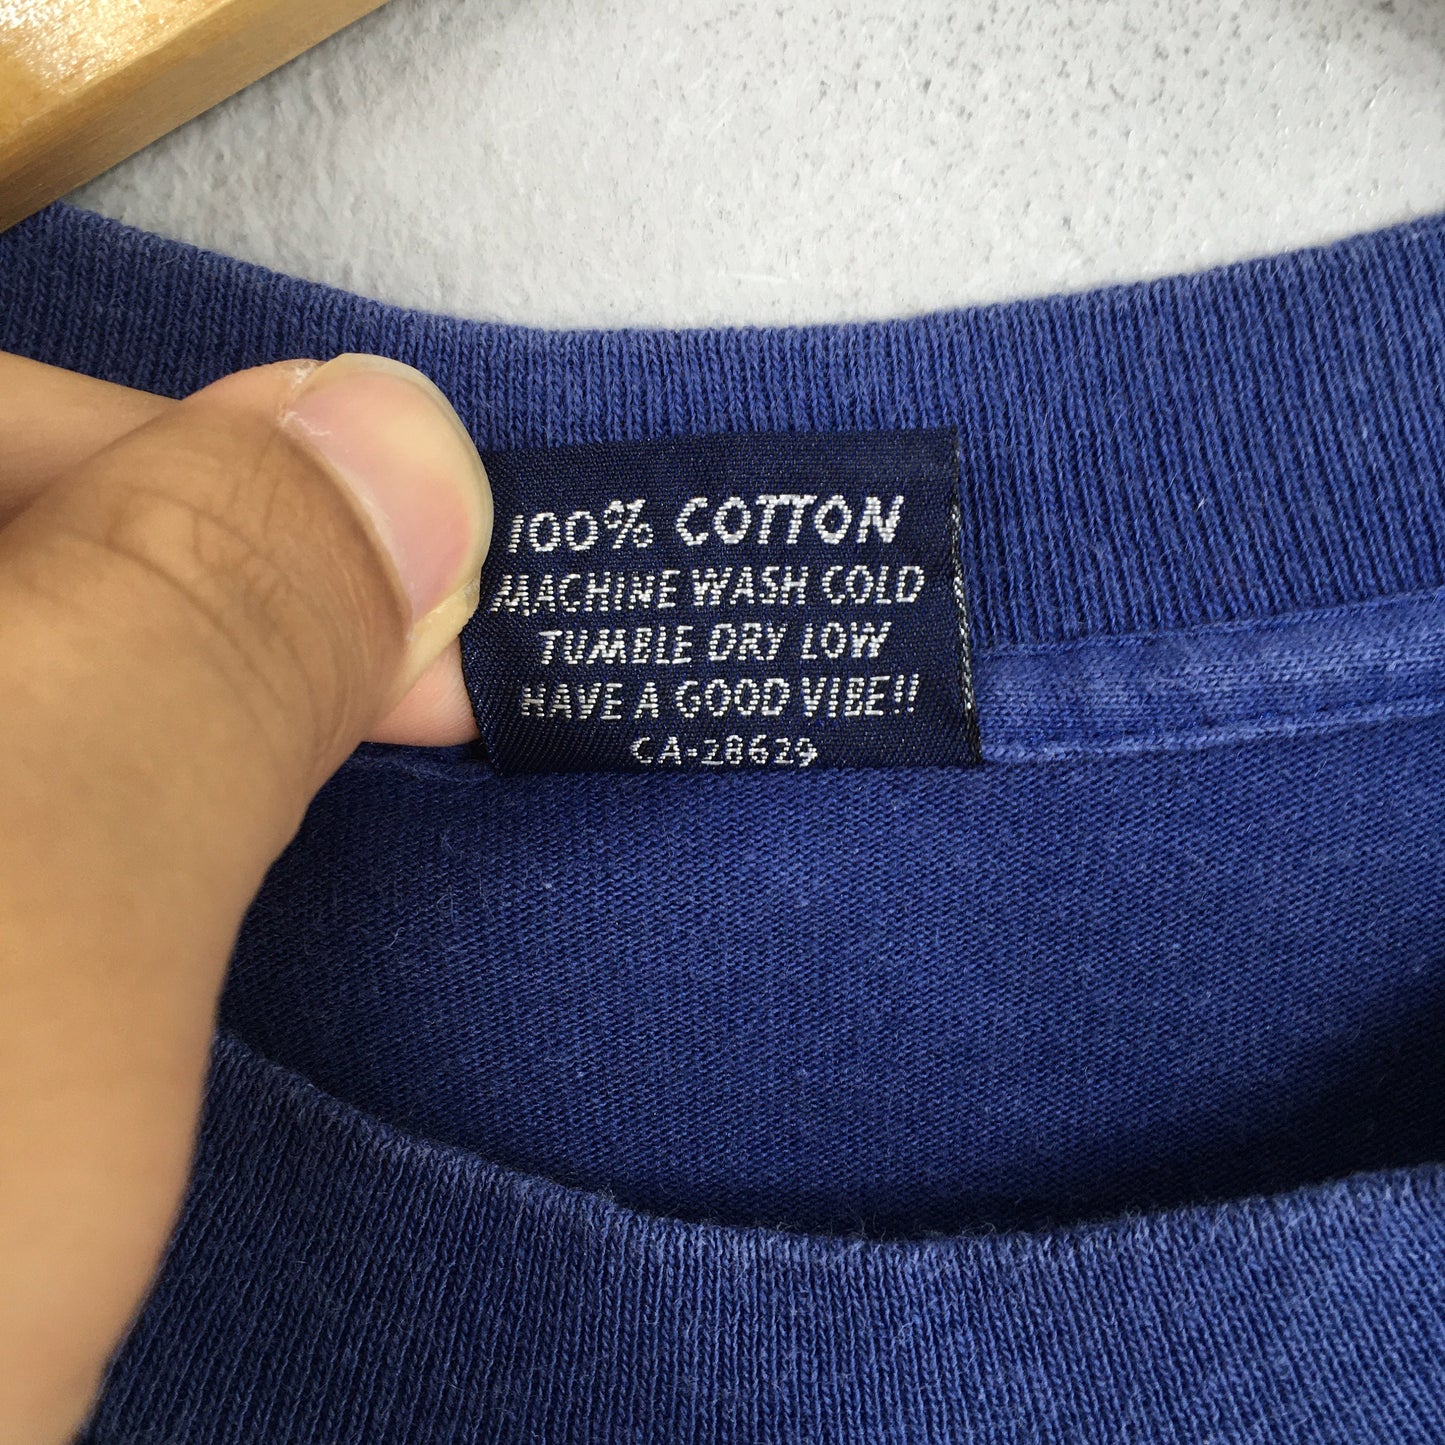 100% COTTON
MACHINE WASH COLD
TUMBLE DRY LOW
HAVE A GOOD VIBE!!
CA-28629